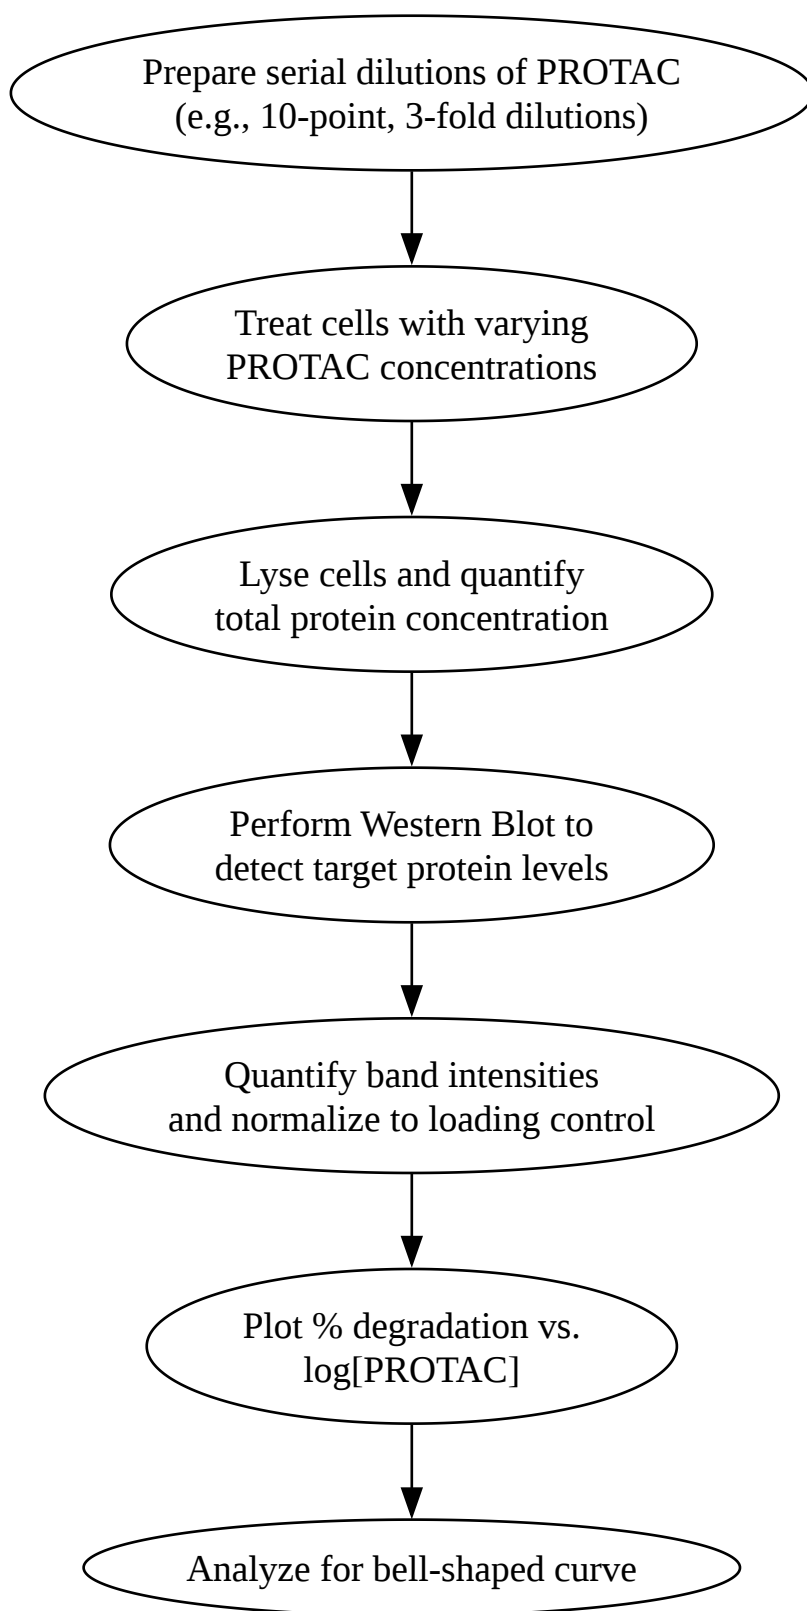 Prepare serial dilutions of PROTAC
(e.g., 10-point, 3-fold dilutions)
Treat cells with varying
PROTAC concentrations
Lyse cells and quantify
total protein concentration
Perform Western Blot to
detect target protein levels
Quantify band intensities
and normalize to loading control
Plot % degradation vs.
log[PROTAC]
Analyze for bell-shaped curve